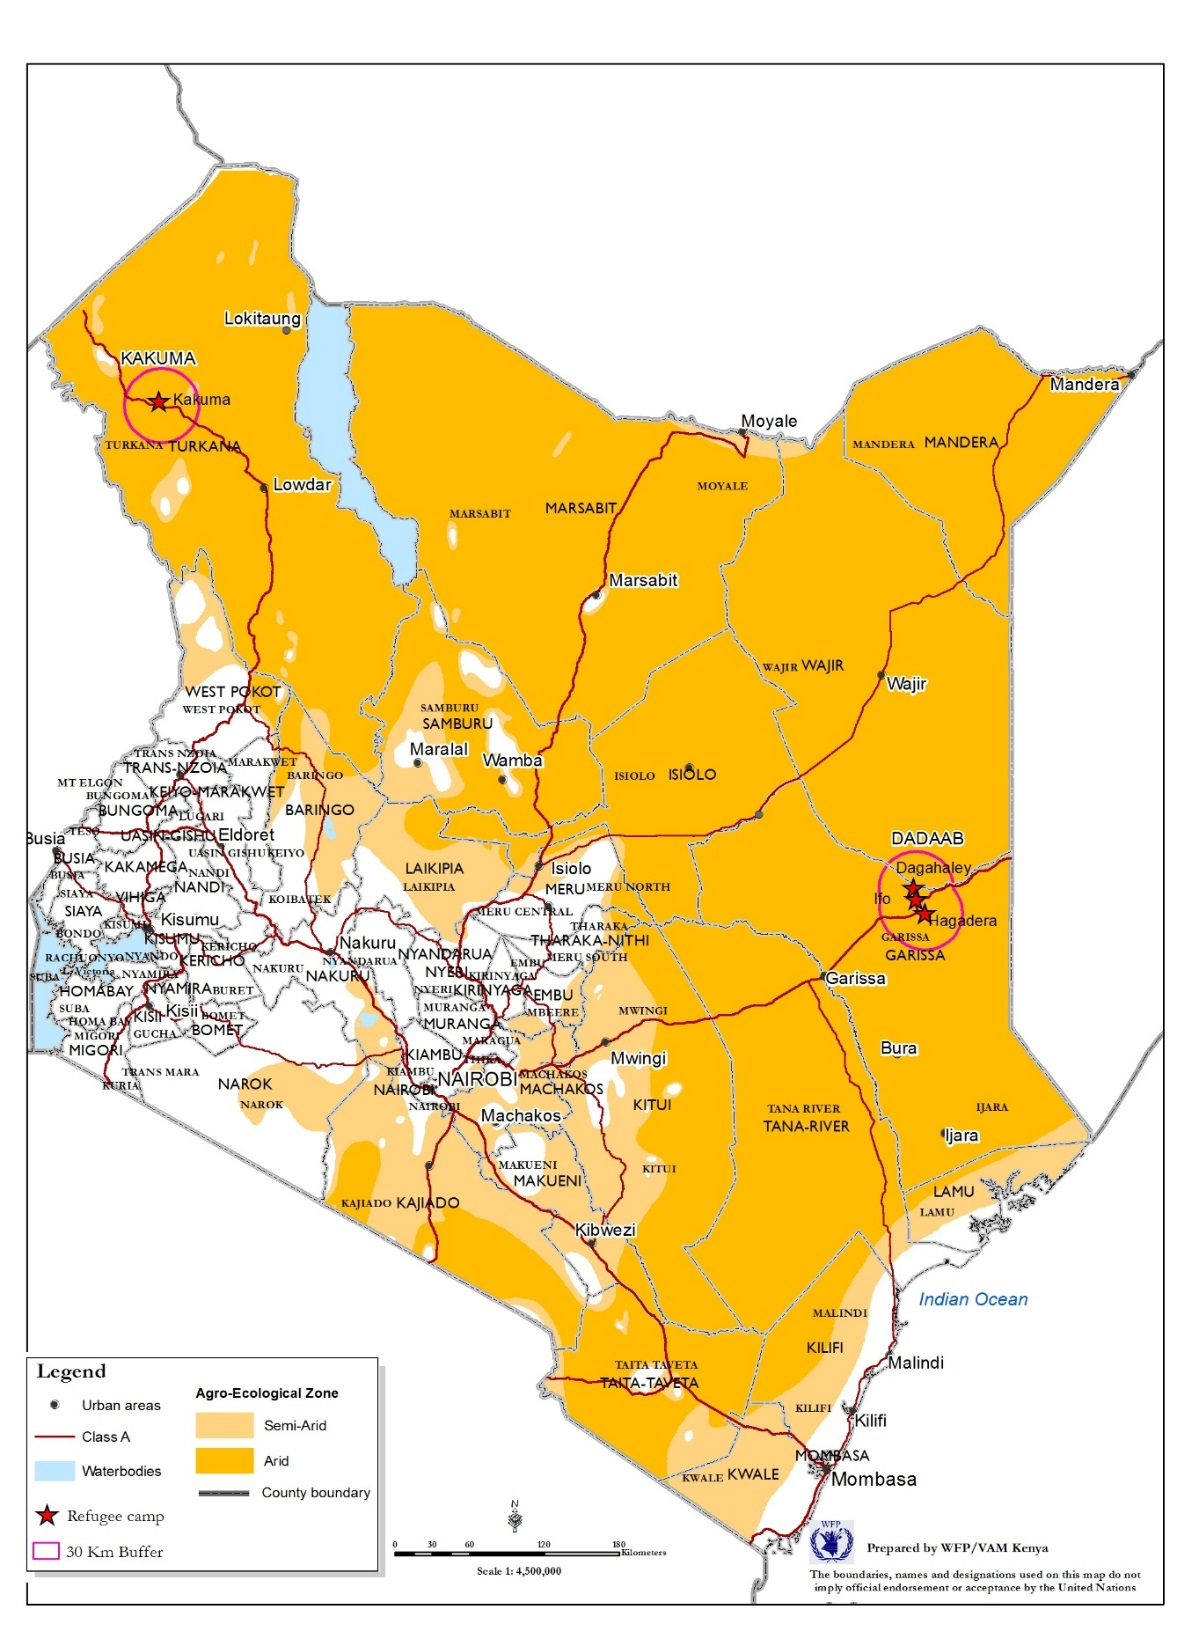 Lokitaung
KAKUMA
Kakuma
TURKANA TURKANA
Lowdar
Mandera
Moyale
MANDERA MANDERA
MOYALE
MARSABIT MARSABIT
Marsabit
WAJIR WAJIR
Wajir
WEST POKOT
WEST POKOT
SAMBURU
SAMBURU
Maralal
Wamba
ISIOLO ISIOLO
TRANS NZOIA
TRANS-NZOIA
MARAKWET
BARINGO
MT ELGON
BUNGOMA
KEIYO-MARAKWET
BUNGOMA
LUGARI
BARINGO
Busia
TESO
UASIN-GISHU
Eldoret
UASIN GISHU
KEIYO
BUSIA
BUSIA
KAKAMEGA
NANDI
NANDI
LAIKIPIA
LAIKIPIA
Isiolo
MERU
MERU NORTH
DADAAB
Dagahaley
Ifo
Hagadera
GARISSA
GARISSA
SIAYA
SIAYA
VIHIGA
KOIBATEK
Kisumu
KISUMU
KISUMU
BONDO
MERU CENTRAL
THARAKA
THARAKA-NITHI
MERU SOUTH
RACHUONYO
NYANDO
KERICHO
KERICHO
Nakuru
NYANDARUA
NYANDARUA
NAKURU
NAKURU
SUBA
L. Victoria
NYAMIRA
NYERI
NYERI
KIRINYAGA
KIRINYAGA
EMBU
EMBU
Garissa
HOMABAY
NYAMIRA
BURET
SUBA
HOMA BAY
KISII
Kisii
BOMET
BOMET
MURANGA
MURANGA
MBEERE
MWINGI
MIGORI
MIGORI
GUCHA
MARAGUA
KIAMBU
KIAMBU
THIKA
Mwingi
Bura
TRANS MARA
KURIA
NAROK
NAROK
NAIROBI
NAIROBI
NAIROBI
MACHAKOS
MACHAKOS
Machakos
KITUI
KITUI
TANA RIVER
TANA-RIVER
IJARA
Ijara
MAKUENI
MAKUENI
KAJIADO KAJIADO
LAMU
LAMU
Kibwezi
Indian Ocean
MALINDI
KILIFI
Malindi
TAITA TAVETA
TAITA-TAVETA
KILIFI
Kilifi
MOMBASA
Mombasa
KWALE KWALE
Legend
Urban areas
Class A
Waterbodies
Refugee camp
30 Km Buffer
Agro-Ecological Zone
Semi-Arid
Arid
County boundary
N
0 30 60 120 180
Kilometers
Scale 1: 4,500,000
WFP
Prepared by WFP/VAM Kenya
The boundaries, names and designations used on this map do not
imply official endorsement or acceptance by the United Nations